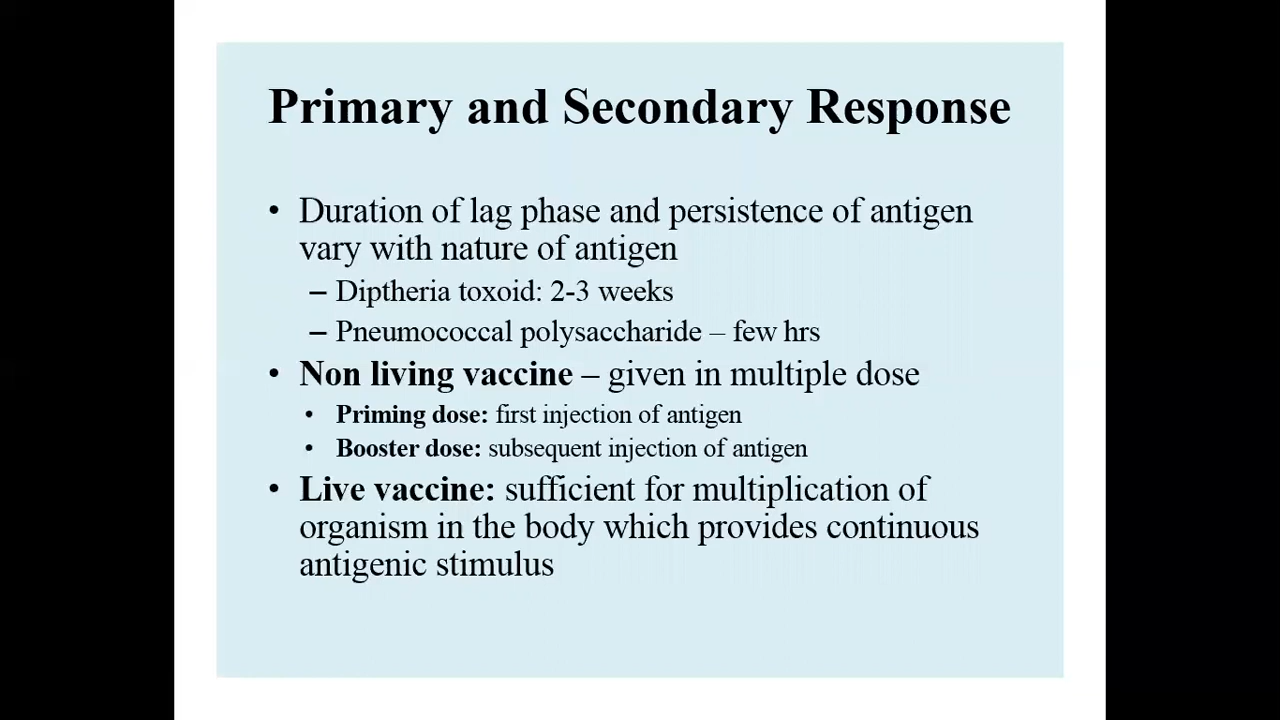 Primary and Secondary Response
• Duration of lag phase and persistence of antigen
vary with nature of antigen
– Diptheria toxoid: 2-3 weeks
– Pneumococcal polysaccharide – few hrs
• Non living vaccine – given in multiple dose
• Priming dose: first injection of antigen
• Booster dose: subsequent injection of antigen
• Live vaccine: sufficient for multiplication of
organism in the body which provides continuous
antigenic stimulus